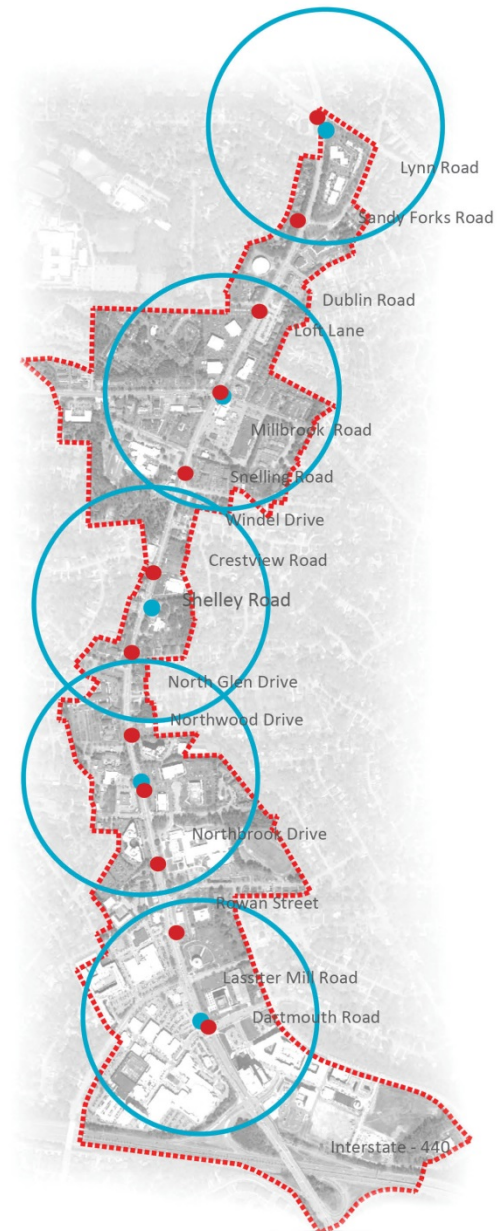 Lynn Road
Sandy Forks Road
Dublin Road
Loft Lane
Millbrook Road
Snelling Road
Windel Drive
Crestview Road
Shelley Road
North Glen Drive
Northwood Drive
Northbrook Drive
Rowan Street
Lassiter Mill Road
Dartmouth Road
Interstate - 440